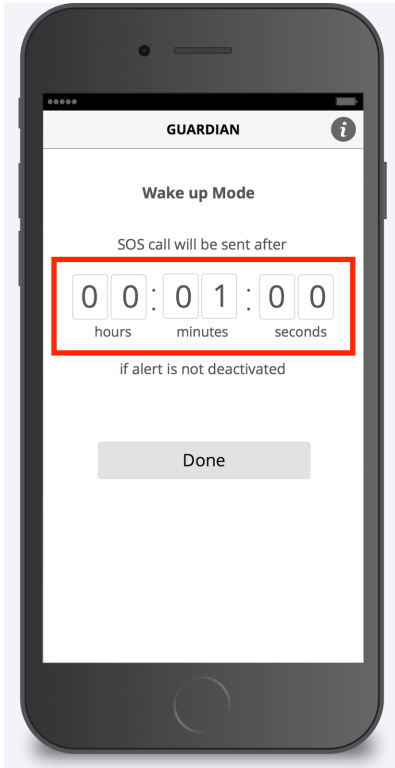 GUARDIAN i
Wake up Mode
SOS call will be sent after
0 0 : 0 1 : 0 0
hours minutes seconds
if alert is not deactivated
Done